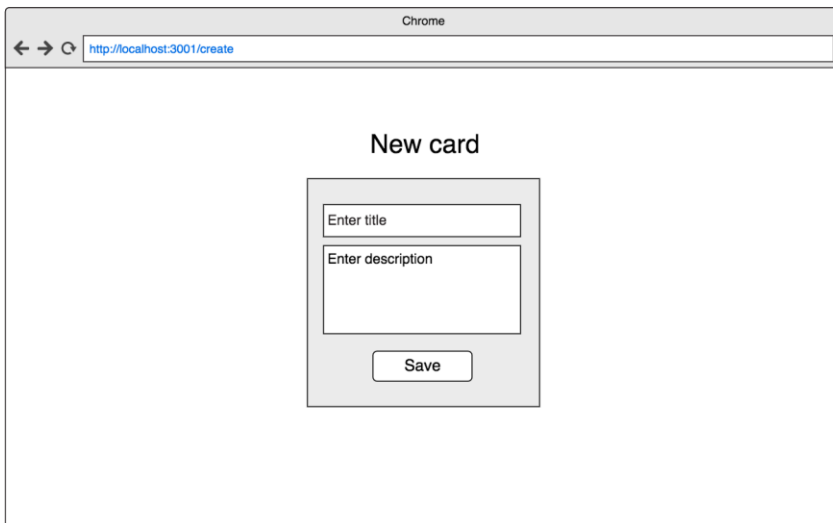 Chrome
http://localhost:3001/create
New card
Enter title
Enter description
Save